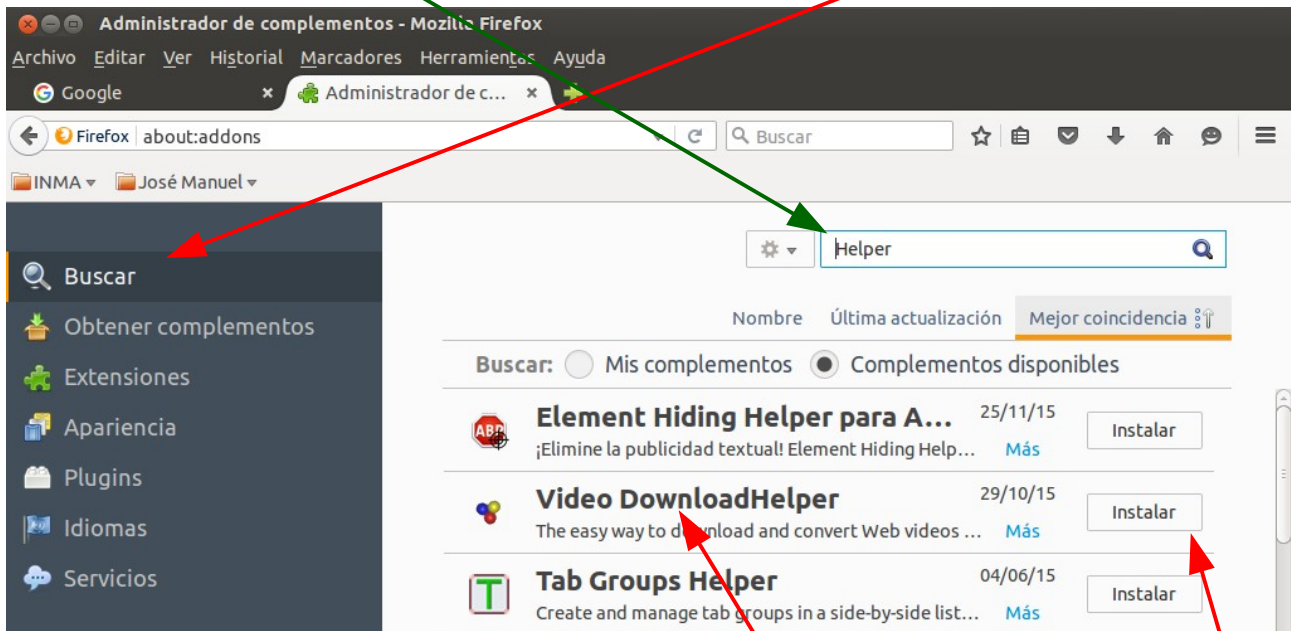 Administrador de complementos - Mozilla Firefox
Archivo Editar Ver Historial Marcadores Herramientas Ayuda
Google Administrador de c...
Firefox about:addons Buscar
INMA José Manuel
Helper
Buscar
Obtener complementos
Extensiones
Apariencia
Plugins
Idiomas
Servicios
Nombre Última actualización Mejor coincidencia
Buscar: Mis complementos Complementos disponibles
ABP
Element Hiding Helper para A... 25/11/15 Instalar
¡Elimine la publicidad textual! Element Hiding Help... Más
Video DownloadHelper 29/10/15 Instalar
The easy way to download and convert Web videos ... Más
T
Tab Groups Helper 04/06/15 Instalar
Create and manage tab groups in a side-by-side list... Más